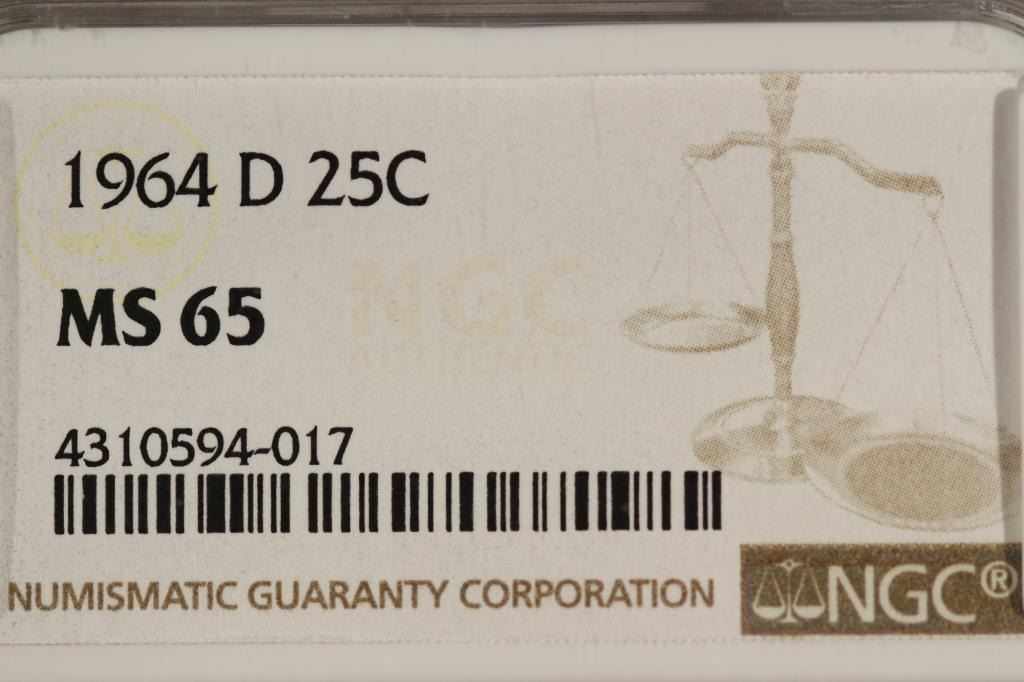 1964 D 25C
NGC
AUTHENTIC
MS 65
4310594-017
NUMISMATIC GUARANTY CORPORATION
NGC®